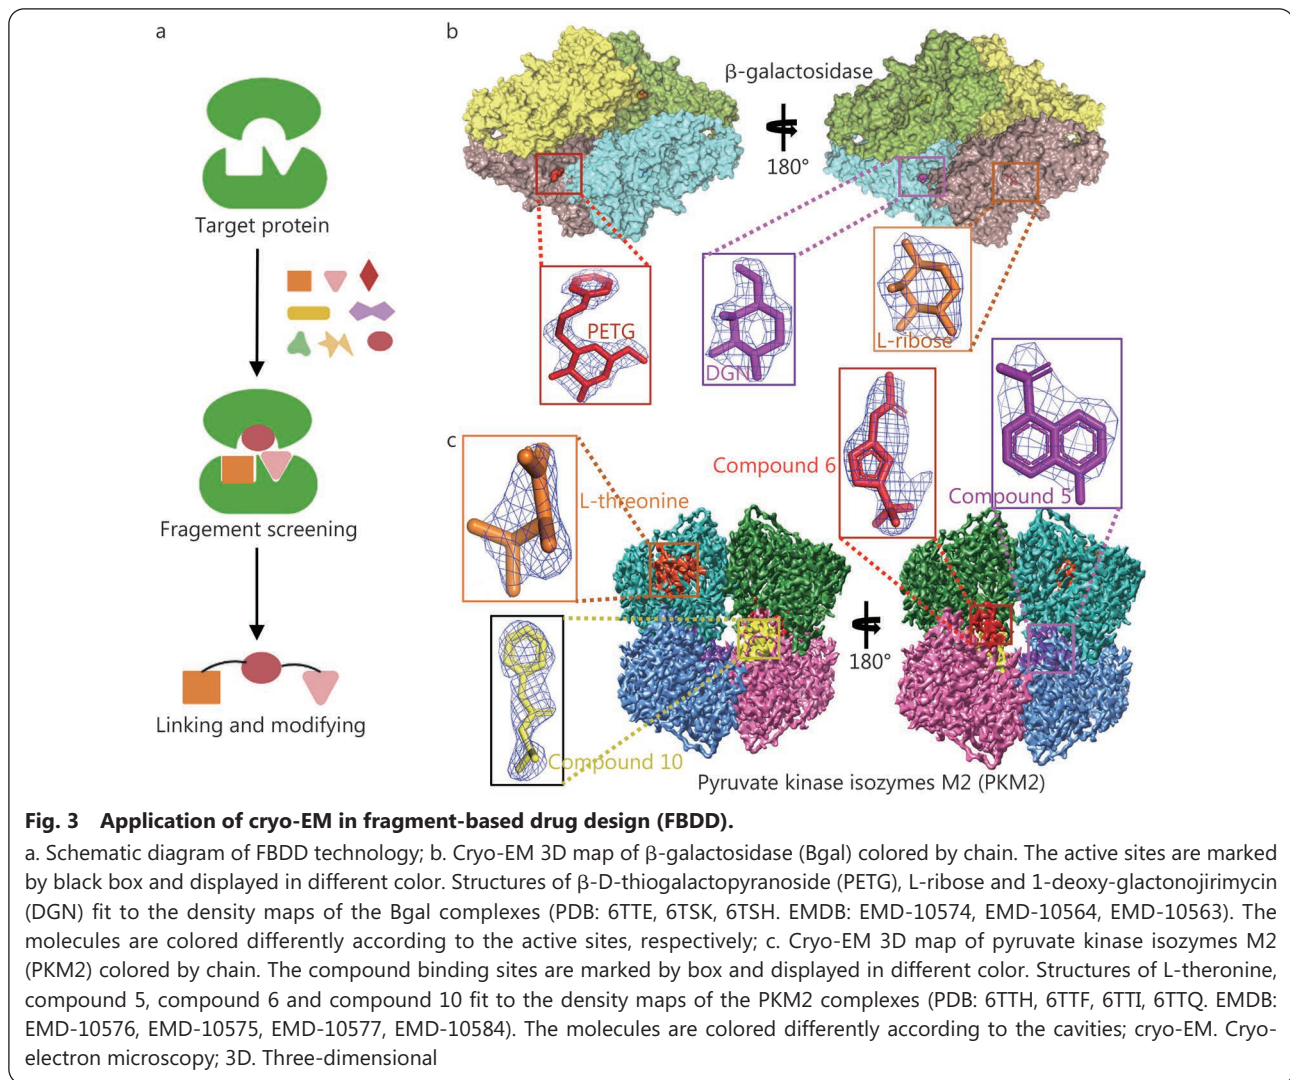 a
b
Target protein
Fragement screening
Linking and modifying
β-galactosidase
180°
PETG
DGN
L-ribose
c
L-threonine
Compound 6
Compound 5
Compound 10
180°
Pyruvate kinase isozymes M2 (PKM2)
Fig. 3 Application of cryo-EM in fragment-based drug design (FBDD).
a. Schematic diagram of FBDD technology; b. Cryo-EM 3D map of β-galactosidase (Bgal) colored by chain. The active sites are marked
by black box and displayed in different color. Structures of β-D-thiogalactopyranoside (PETG), L-ribose and 1-deoxy-glactonojirimycin
(DGN) fit to the density maps of the Bgal complexes (PDB: 6TTE, 6TSK, 6TSH. EMDB: EMD-10574, EMD-10564, EMD-10563). The
molecules are colored differently according to the active sites, respectively; c. Cryo-EM 3D map of pyruvate kinase isozymes M2
(PKM2) colored by chain. The compound binding sites are marked by box and displayed in different color. Structures of L-theronine,
compound 5, compound 6 and compound 10 fit to the density maps of the PKM2 complexes (PDB: 6TTH, 6TTF, 6TTI, 6TTQ. EMDB:
EMD-10576, EMD-10575, EMD-10577, EMD-10584). The molecules are colored differently according to the cavities; cryo-EM. Cryo-
electron microscopy; 3D. Three-dimensional